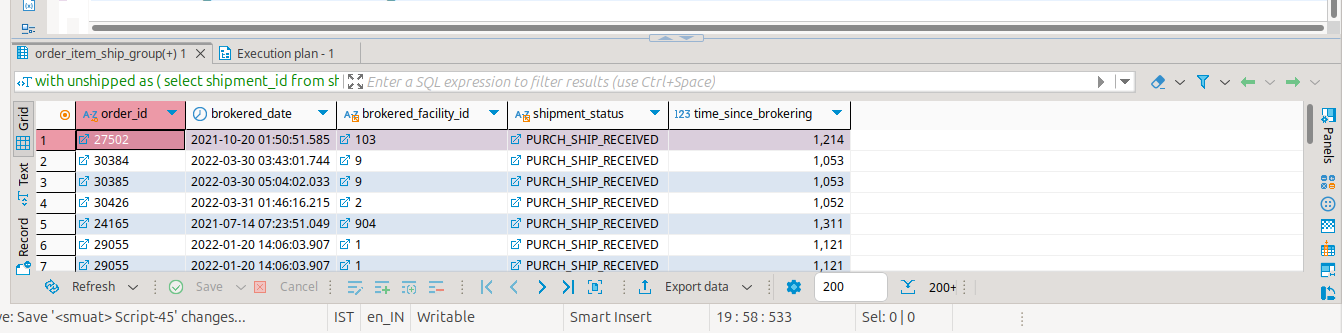 order_item_ship_group(+) 1 Execution plan - 1
with unshipped as ( select shipment_id from sh Enter a SQL expression to filter results (use Ctrl+Space)
Grid
Text
Record
Panels
order_id brokered_date brokered_facility_id shipment_status 123 time_since_brokering
1 27502 2021-10-20 01:50:51.585 103 PURCH_SHIP_RECEIVED 1,214
2 30384 2022-03-30 03:43:01.744 9 PURCH_SHIP_RECEIVED 1,053
3 30385 2022-03-30 05:04:02.033 9 PURCH_SHIP_RECEIVED 1,053
4 30426 2022-03-31 01:46:16.215 2 PURCH_SHIP_RECEIVED 1,052
5 24165 2021-07-14 07:23:51.049 904 PURCH_SHIP_RECEIVED 1,311
6 29055 2022-01-20 14:06:03.907 1 PURCH_SHIP_RECEIVED 1,121
7 29055 2022-01-20 14:06:03.907 1 PURCH_SHIP_RECEIVED 1,121
Refresh Save Cancel Export data 200 200+
e: Save '<smuat> Script-45' changes... IST en_IN Writable Smart Insert 19 : 58 : 533 Sel: 0 | 0